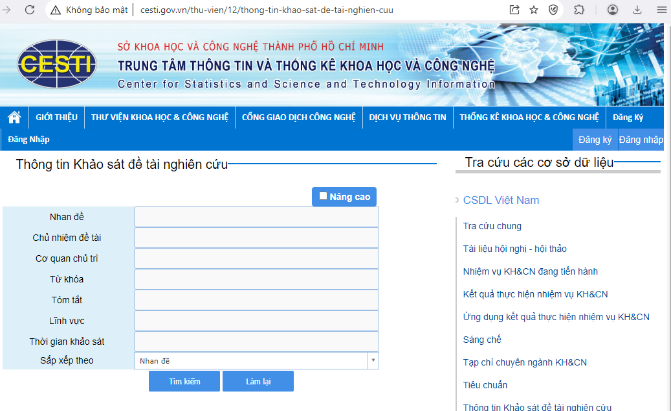 Không bảo mật
cesti.gov.vn/thu-vien/12/thong-tin-khao-sat-de-tai-nghien-cuu
CESTI
SỞ KHOA HỌC VÀ CÔNG NGHỆ THÀNH PHỐ HỒ CHÍ MINH
TRUNG TÂM THÔNG TIN VÀ THỐNG KÊ KHOA HỌC VÀ CÔNG NGHỆ
Center for Statistics and Science and Technology Information
GIỚI THIỆU THƯ VIỆN KHOA HỌC & CÔNG NGHỆ CỔNG GIAO DỊCH CÔNG NGHỆ DỊCH VỤ THÔNG TIN THỐNG KÊ KHOA HỌC & CÔNG NGHỆ Đăng Ký
Đăng Nhập
Đăng ký Đăng nhập
Thông tin Khảo sát đề tài nghiên cứu
Nâng cao
Nhan đề
Chủ nhiệm đề tài
Cơ quan chủ trì
Từ khóa
Tóm tắt
Lĩnh vực
Thời gian khảo sát
Sắp xếp theo Nhan đề
Tìm kiếm Làm lại
Tra cứu các cơ sở dữ liệu
CSDL Việt Nam
Tra cứu chung
Tài liệu hội nghị - hội thảo
Nhiệm vụ KH&CN đang tiến hành
Kết quả thực hiện nhiệm vụ KH&CN
Ứng dụng kết quả thực hiện nhiệm vụ KH&CN
Sáng chế
Tạp chí chuyên ngành KH&CN
Tiêu chuẩn
Thông tin Khảo sát đề tài nghiên cứu